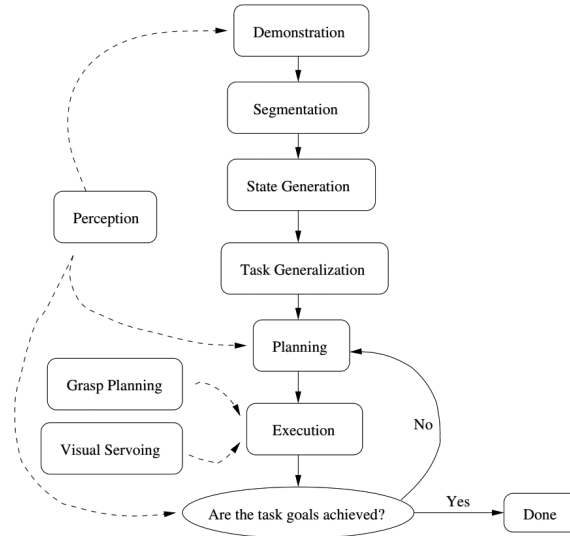 Demonstration
Segmentation
State Generation
Perception
Task Generalization
Planning
Grasp Planning
Execution
No
Visual Servoing
Yes
Are the task goals achieved?
Done